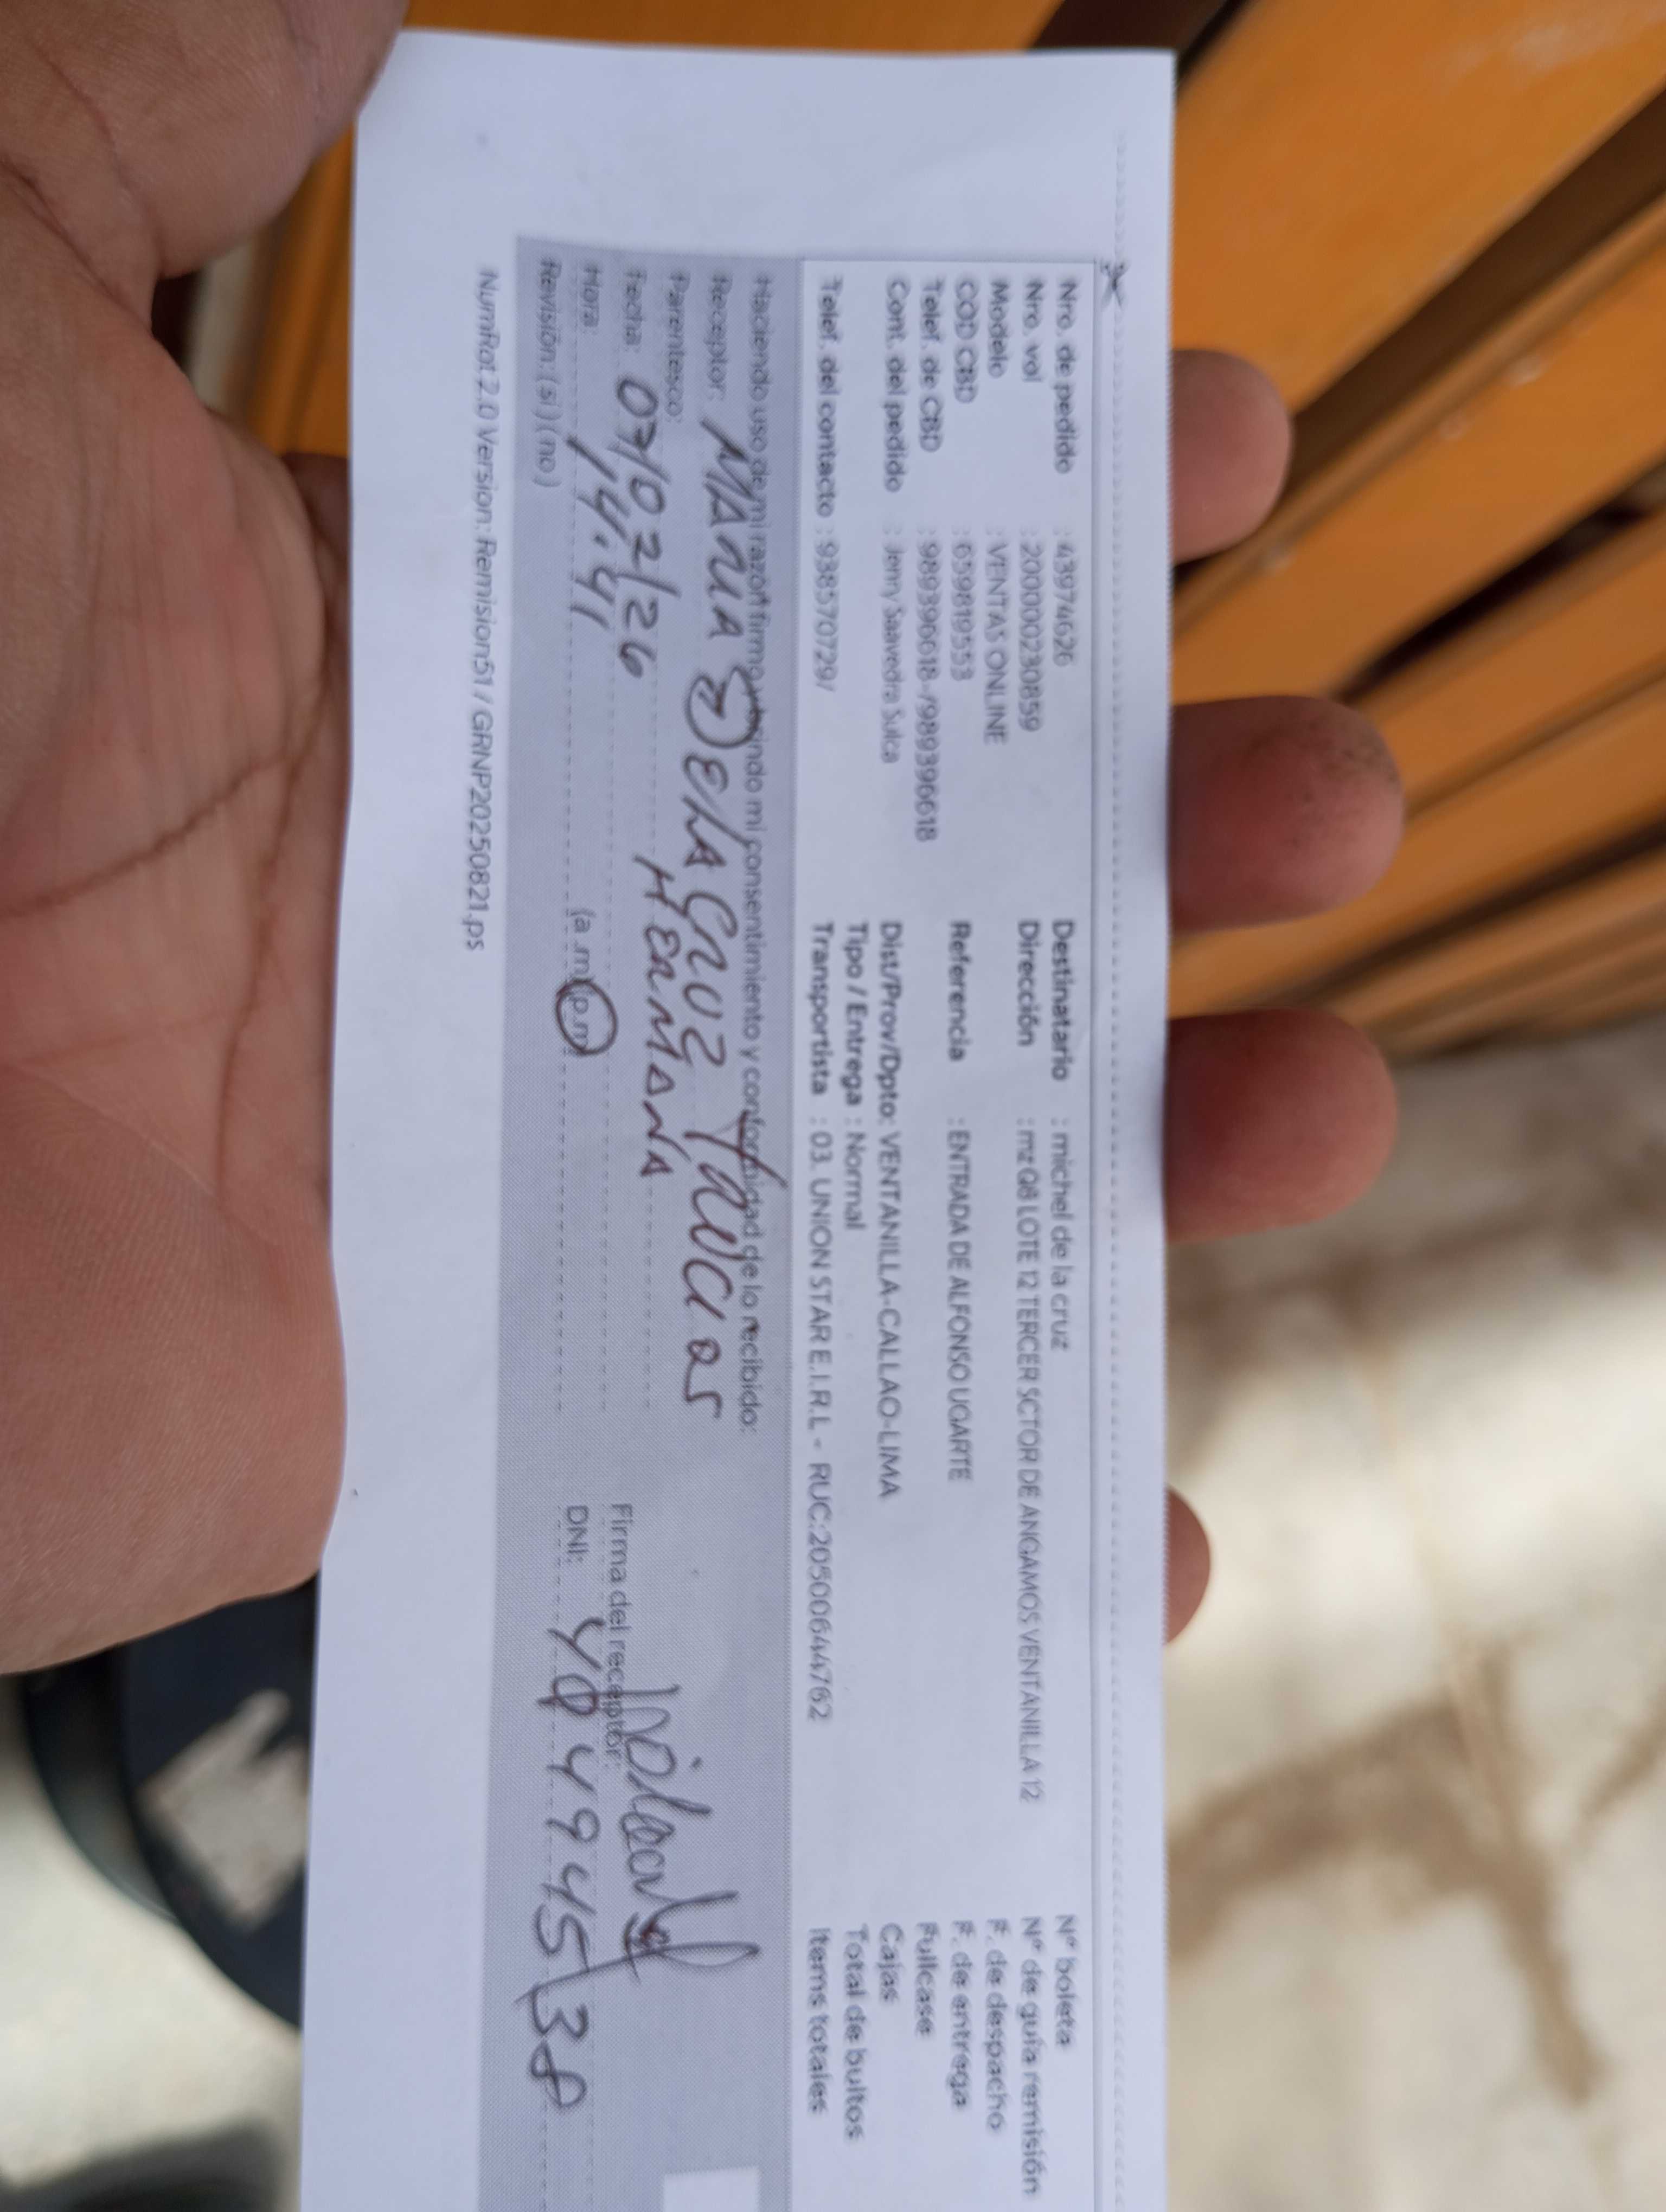 Nro. de pedido : 43974626
Nro. vol : 200000230859
Modelo : VENTAS ONLINE
COD CBD : 659819553
Telef. de CBD : 989396618-/989396618
Cont. del pedido : Jenny Saavedra Sulca
Telef. del contacto : 938570729/
Destinatario : michel de la cruz
Dirección : mz Q8 LOTE 12 TERCER SCTOR DE ANGAMOS VENTANILLA 12
Referencia : ENTRADA DE ALFONSO UGARTE
Dist/Prov/Dpto: VENTANILLA-CALLAO-LIMA
Tipo / Entrega : Normal
Transportista : 03. UNION STAR E.I.R.L - RUC:20500644762
Nº boleta
Nº de guía remisión
F. de despacho
F. de entrega
Fullcase
Cajas
Total de bultos
Items totales
Haciendo uso de mi razón firmo brindo mi consentimiento y conformidad de lo recibido:
Receptor: MARIA DELA CRUZ
Parentesco: HERMANA
Fecha: 07/02/26
Hora: 14:41 (a .m) (p.m)
Revisión: (si ) (no )
Firma del receptor:
DNI:
NumRot 2.0 Version: Remision51 / GRNP20250821.ps